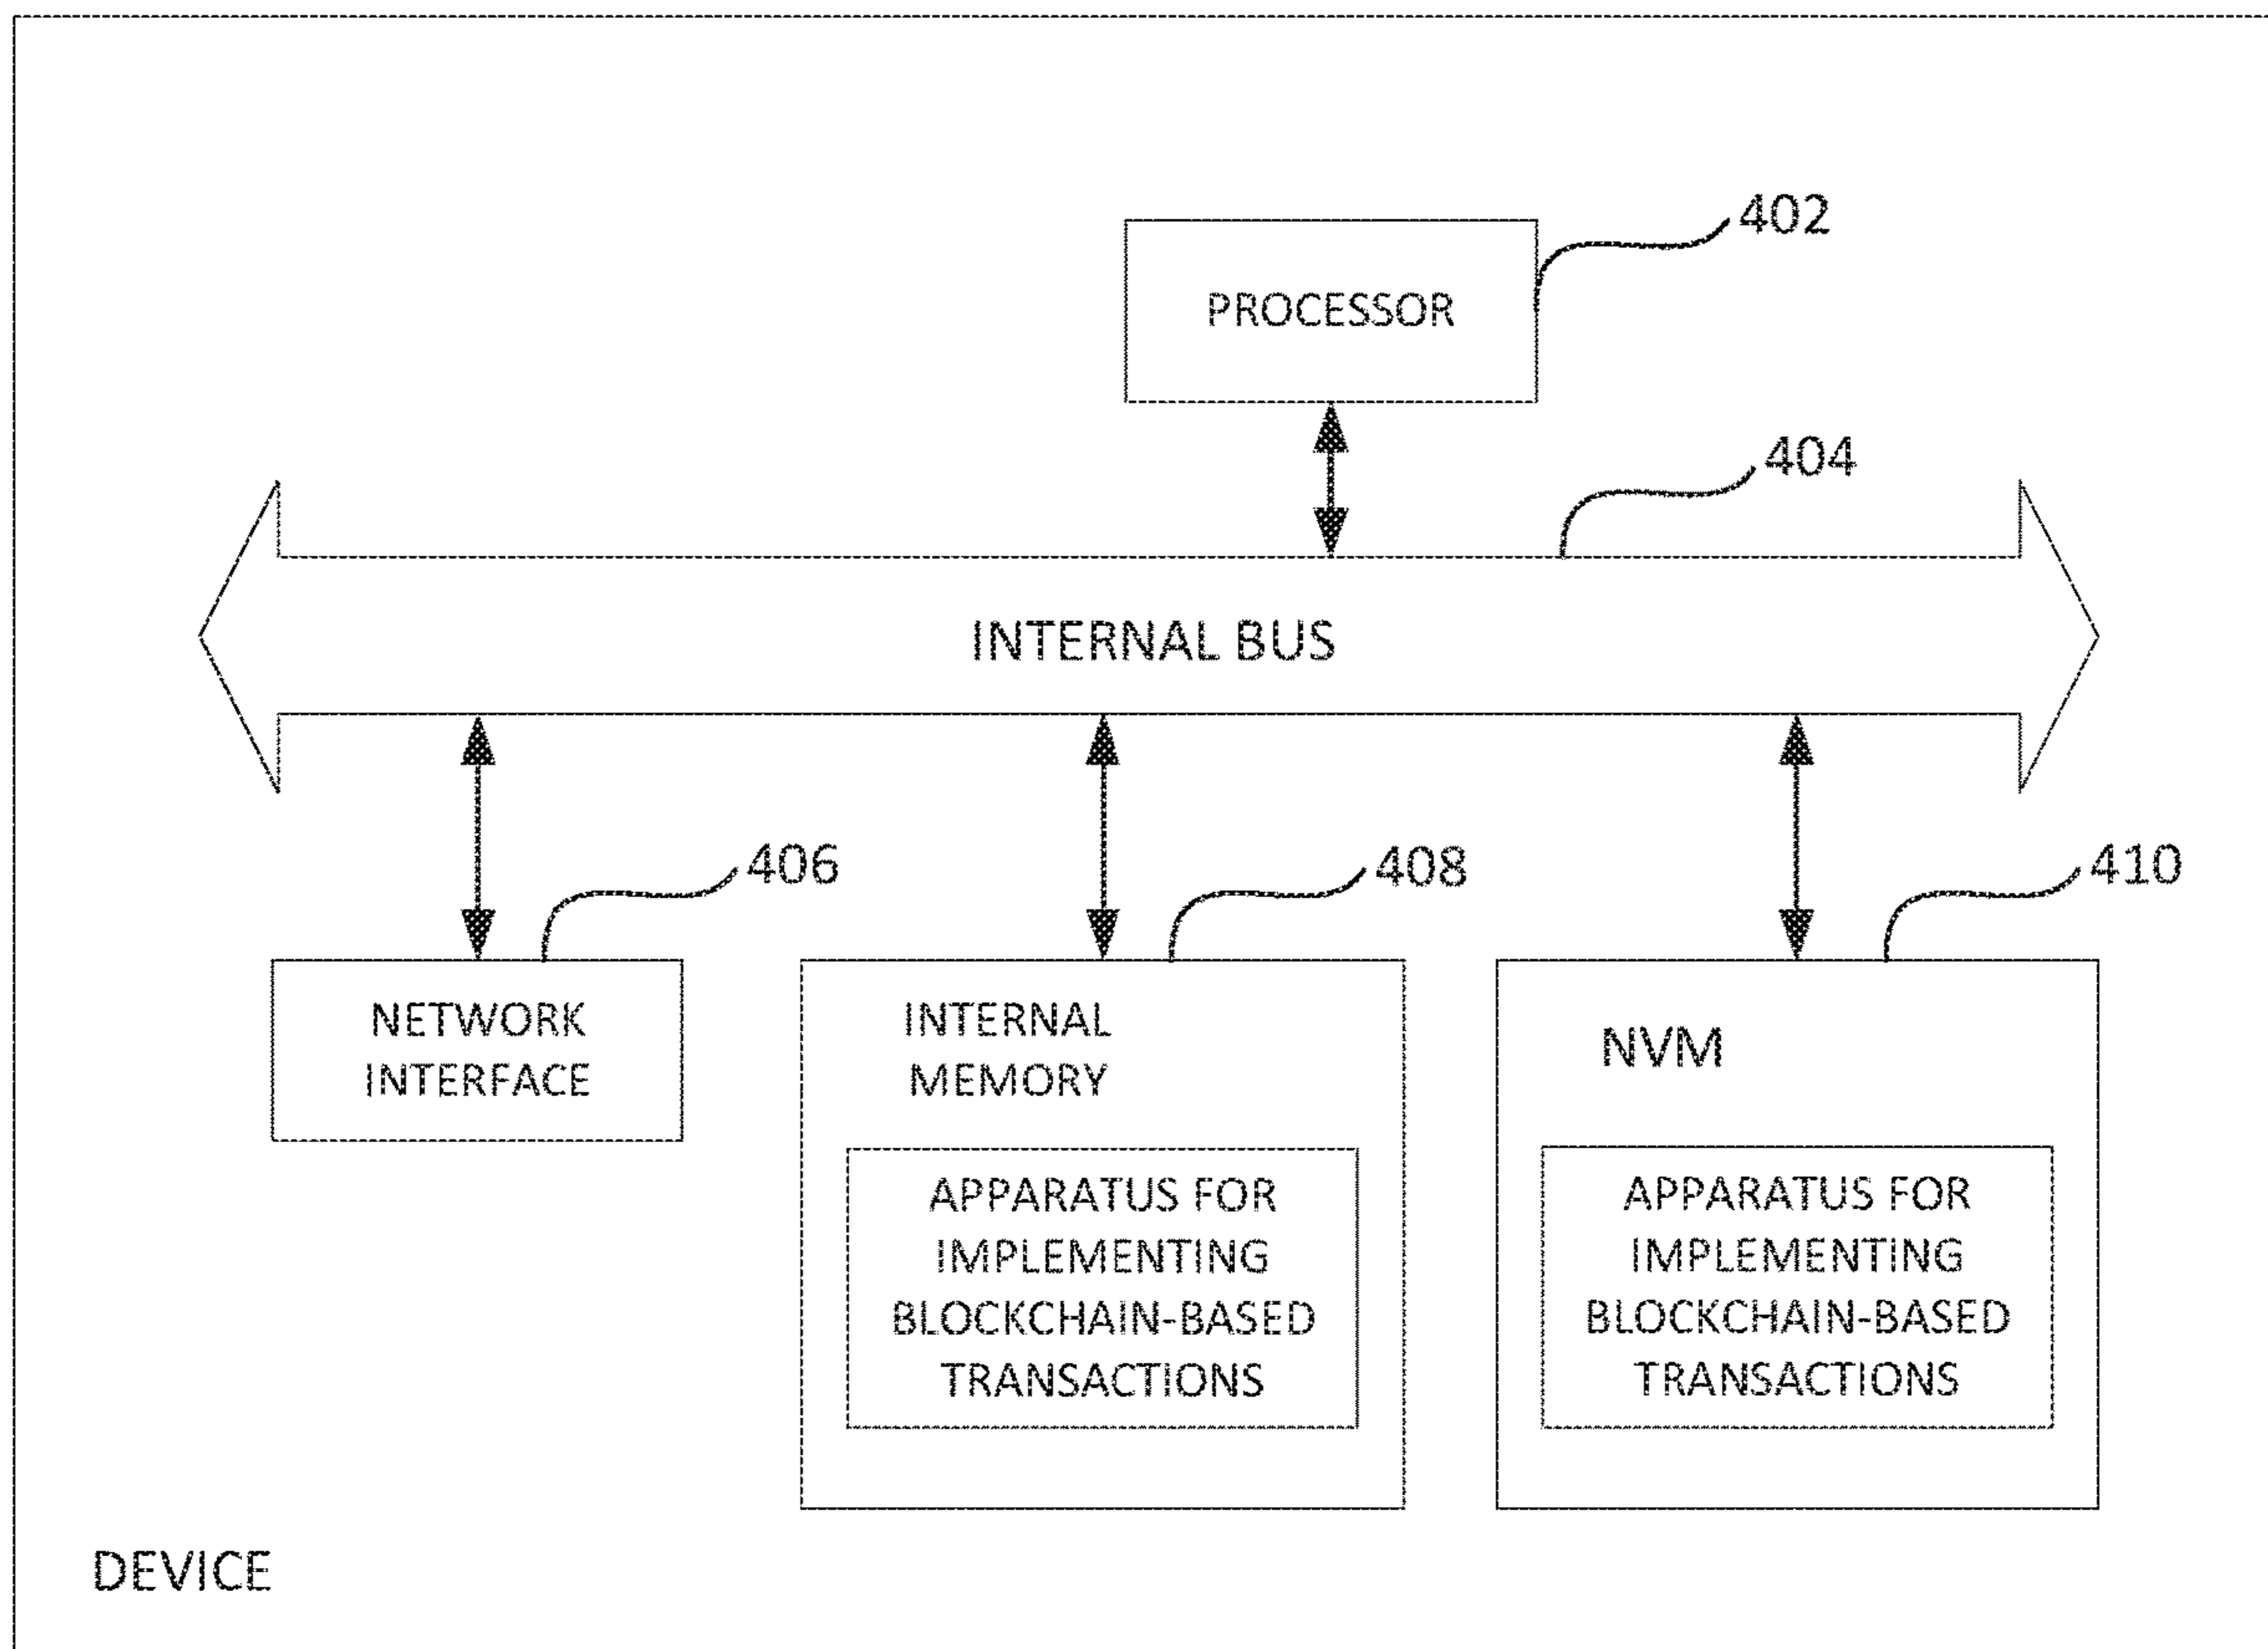 402
PROCESSOR
404
INTERNAL BUS
406
408
410
NETWORK
INTERFACE
INTERNAL
MEMORY
APPARATUS FOR
IMPLEMENTING
BLOCKCHAIN-BASED
TRANSACTIONS
NVM
APPARATUS FOR
IMPLEMENTING
BLOCKCHAIN-BASED
TRANSACTIONS
DEVICE